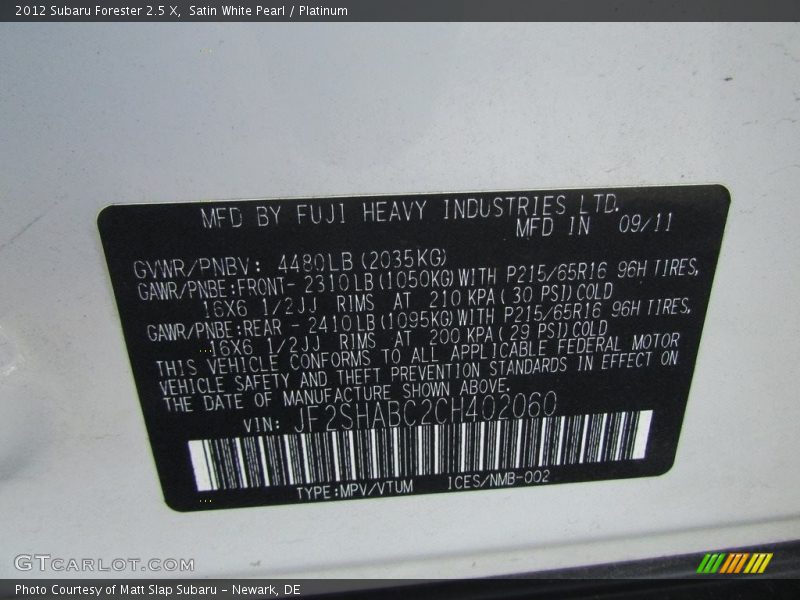 2012 Subaru Forester 2.5 X, Satin White Pearl / Platinum
MFD BY FUJI HEAVY INDUSTRIES LTD.
MFD IN 09/11
GVWR/PNBV: 4480LB(2035KG)
GAWR/PNBE:FRONT- 2310LB(1050KG)WITH P215/65R16 96H TIRES,
16X6 1/2JJ RIMS AT 210 KPA(30 PSI)COLD
GAWR/PNBE:REAR - 2410LB(1095KG)WITH P215/65R16 96H TIRES,
16X6 1/2JJ RIMS AT 200 KPA(29 PSI)COLD
THIS VEHICLE CONFORMS TO ALL APPLICABLE FEDERAL MOTOR
VEHICLE SAFETY AND THEFT PREVENTION STANDARDS IN EFFECT ON
THE DATE OF MANUFACTURE SHOWN ABOVE.
VIN: JF2SHABC2CH402060
TYPE:MPV/VTUM ICES/NMB-002
GTCARLOT.COM
Photo Courtesy of Matt Slap Subaru - Newark, DE